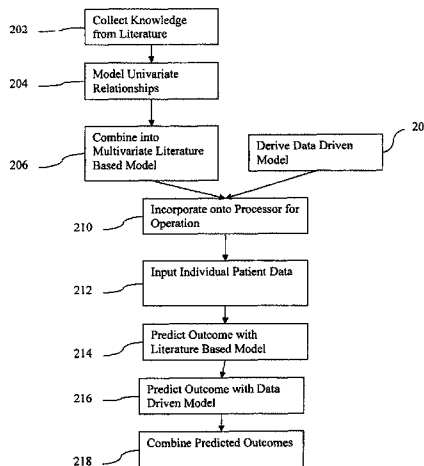 202
Collect Knowledge
from Literature
204
Model Univariate
Relationships
206
Combine into
Multivariate Literature
Based Model
20
Derive Data Driven
Model
210
Incorporate onto Processor for
Operation
212
Input Individual Patient Data
214
Predict Outcome with
Literature Based Model
216
Predict Outcome with Data
Driven Model
218
Combine Predicted Outcomes